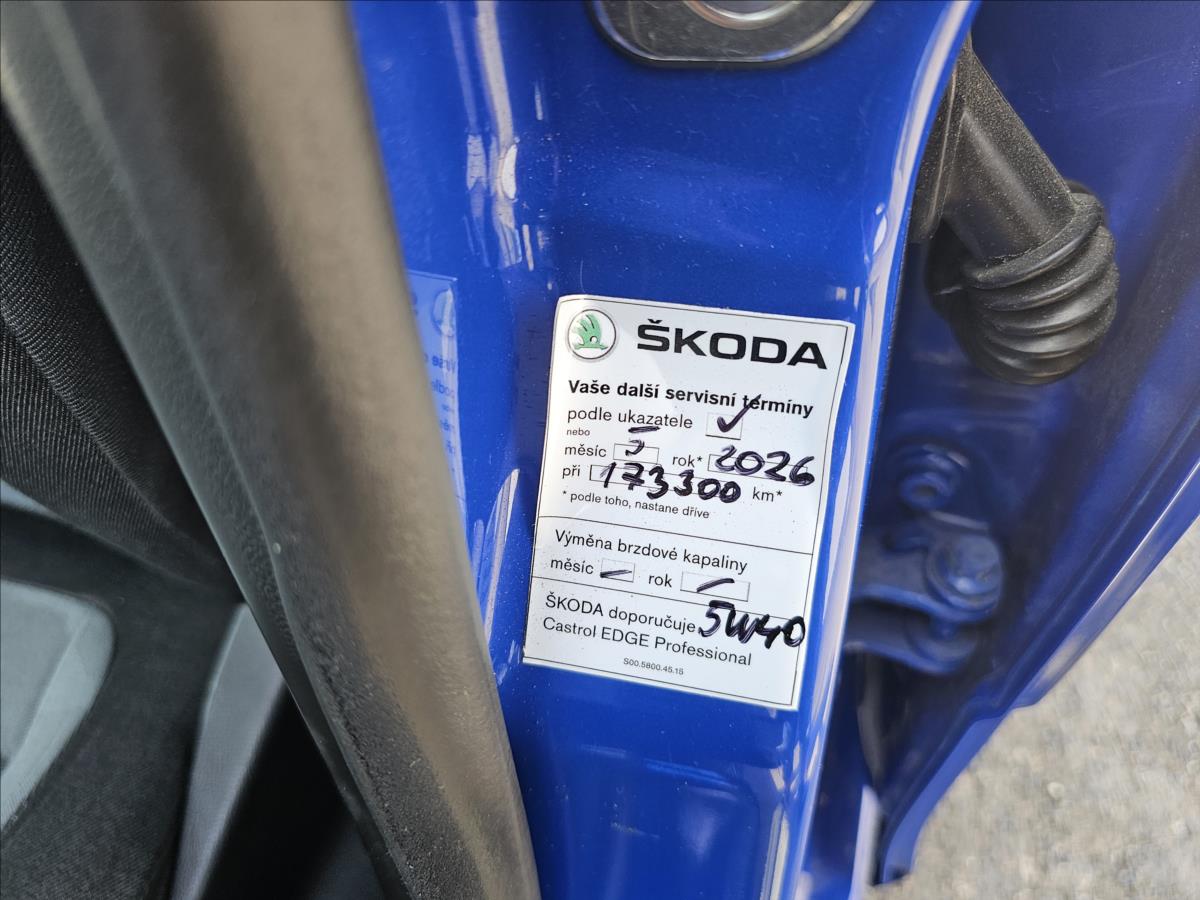 ŠKODA
Vaše další servisní termíny
podle ukazatele ✓
nebo
měsíc rok* 2026
při 173300 km*
* podle toho, nastane dříve
Výměna brzdové kapaliny
měsíc – rok –
ŠKODA doporučuje 5W40
Castrol EDGE Professional
S00.5800.45.15